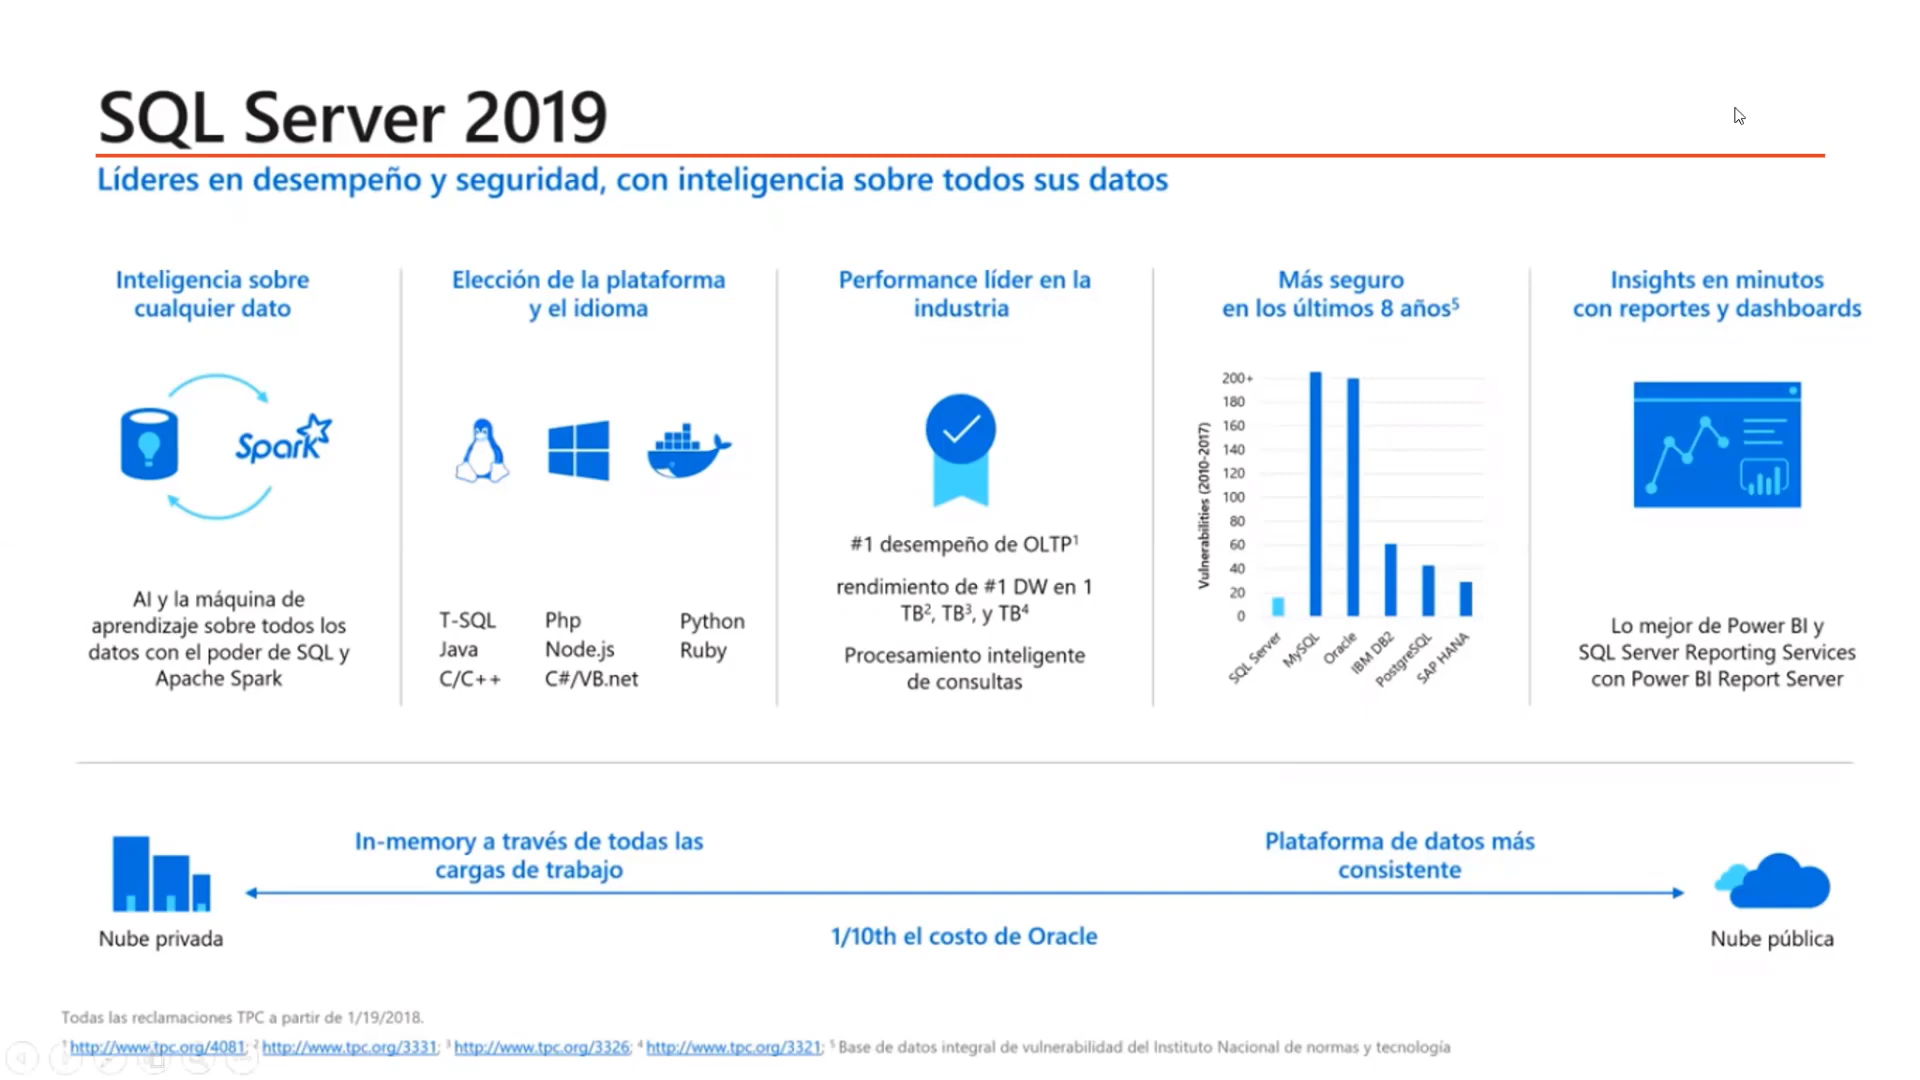 SQL Server 2019
Líderes en desempeño y seguridad, con inteligencia sobre todos sus datos
Inteligencia sobre
cualquier dato
Spark
AI y la máquina de
aprendizaje sobre todos los
datos con el poder de SQL y
Apache Spark
Elección de la plataforma
y el idioma
T-SQL Php Python
Java Node.js Ruby
C/C++ C#/VB.net
Performance líder en la
industria
#1 desempeño de OLTP¹
rendimiento de #1 DW en 1
TB², TB³, y TB⁴
Procesamiento inteligente
de consultas
Más seguro
en los últimos 8 años⁵
Vulnerabilities (2010-2017)
200+
180
160
140
120
100
80
60
40
20
0
SQL Server
MySQL
Oracle
IBM DB2
PostgreSQL
SAP HANA
Insights en minutos
con reportes y dashboards
Lo mejor de Power BI y
SQL Server Reporting Services
con Power BI Report Server
In-memory a través de todas las
cargas de trabajo
Plataforma de datos más
consistente
Nube privada
1/10th el costo de Oracle
Nube pública
Todas las reclamaciones TPC a partir de 1/19/2018.
¹ http://www.tpc.org/4081; ² http://www.tpc.org/3331; ³ http://www.tpc.org/3326; ⁴ http://www.tpc.org/3321; ⁵ Base de datos integral de vulnerabilidad del Instituto Nacional de normas y tecnología